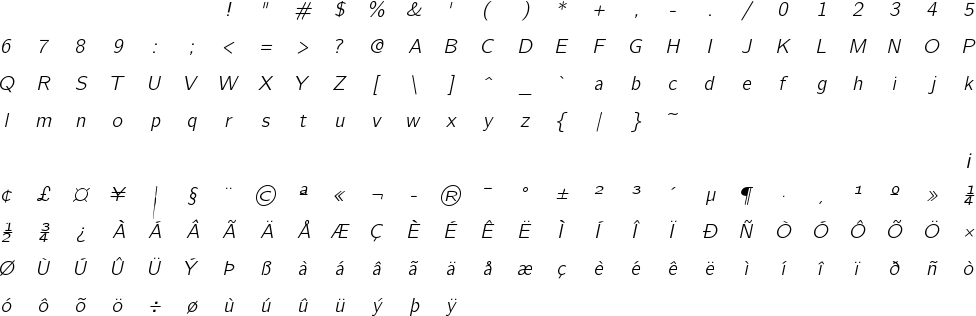 ! " # $ % & ' ( ) * + , - . / 0 1 2 3 4 5
6 7 8 9 : ; < = > ? @ A B C D E F G H I J K L M N O P
Q R S T U V W X Y Z [ \ ] ^ _ ` a b c d e f g h i j k
l m n o p q r s t u v w x y z { | } ~
¡
¢ £ ¤ ¥ ¦ § ¨ © ª « ¬ - ® ¯ ° ± ² ³ ´ µ ¶ · ¸ ¹ º » ¼
½ ¾ ¿ À Á Â Ã Ä Å Æ Ç È É Ê Ë Ì Í Î Ï Ð Ñ Ò Ó Ô Õ Ö ×
Ø Ù Ú Û Ü Ý Þ ß à á â ã ä å æ ç è é ê ë ì í î ï ð ñ ò
ó ô õ ö ÷ ø ù ú û ü ý þ ÿ